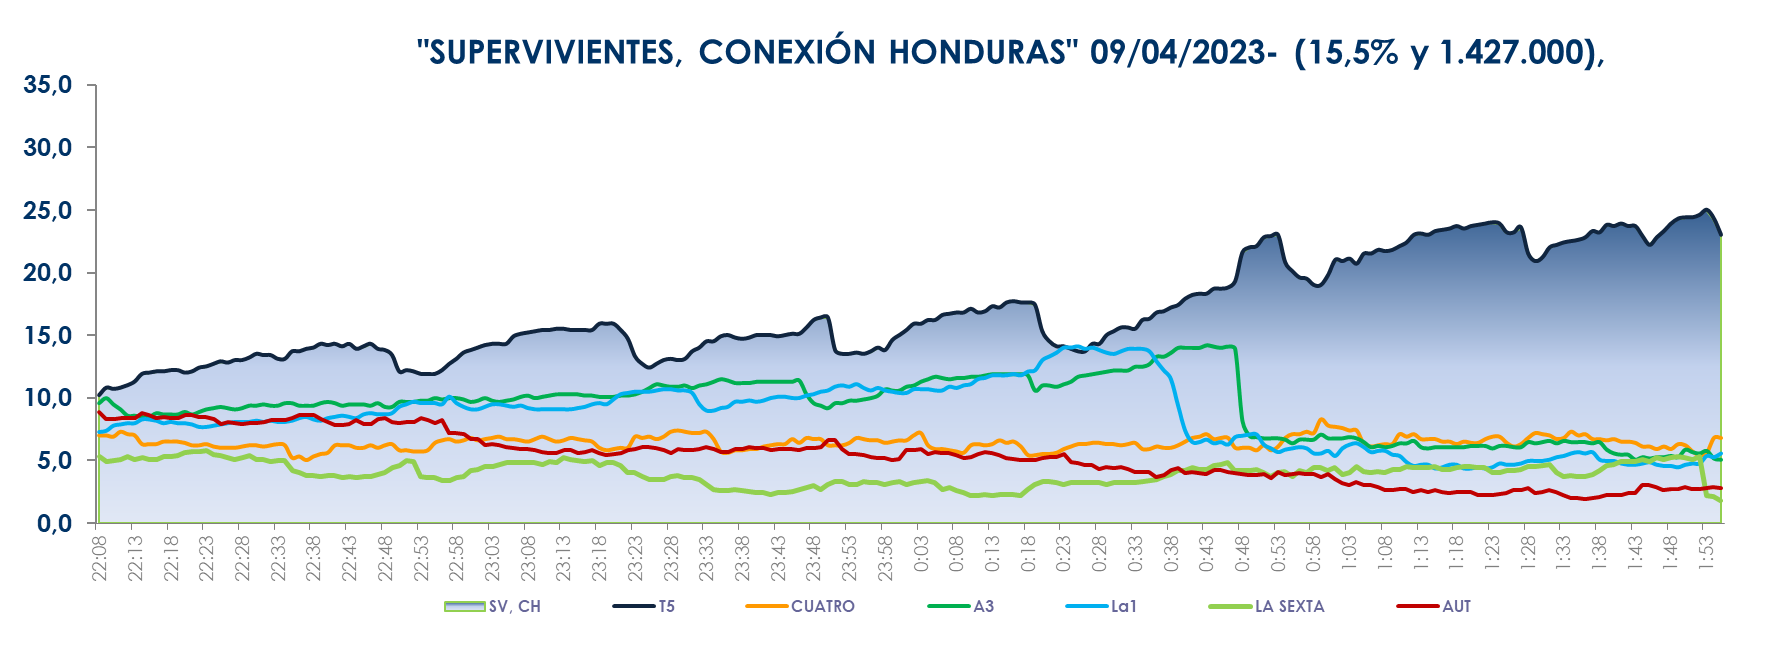 "SUPERVIVIENTES, CONEXIÓN HONDURAS" 09/04/2023- (15,5% y 1.427.000),
35,0
30,0
25,0
20,0
15,0
10,0
5,0
0,0
22:08 22:13 22:18 22:23 22:28 22:33 22:38 22:43 22:48 22:53 22:58 23:03 23:08 23:13 23:18 23:23 23:28 23:33 23:38 23:43 23:48 23:53 23:58 0:03 0:08 0:13 0:18 0:23 0:28 0:33 0:38 0:43 0:48 0:53 0:58 1:03 1:08 1:13 1:18 1:23 1:28 1:33 1:38 1:43 1:48 1:53
SV, CH T5 CUATRO A3 La1 LA SEXTA AUT